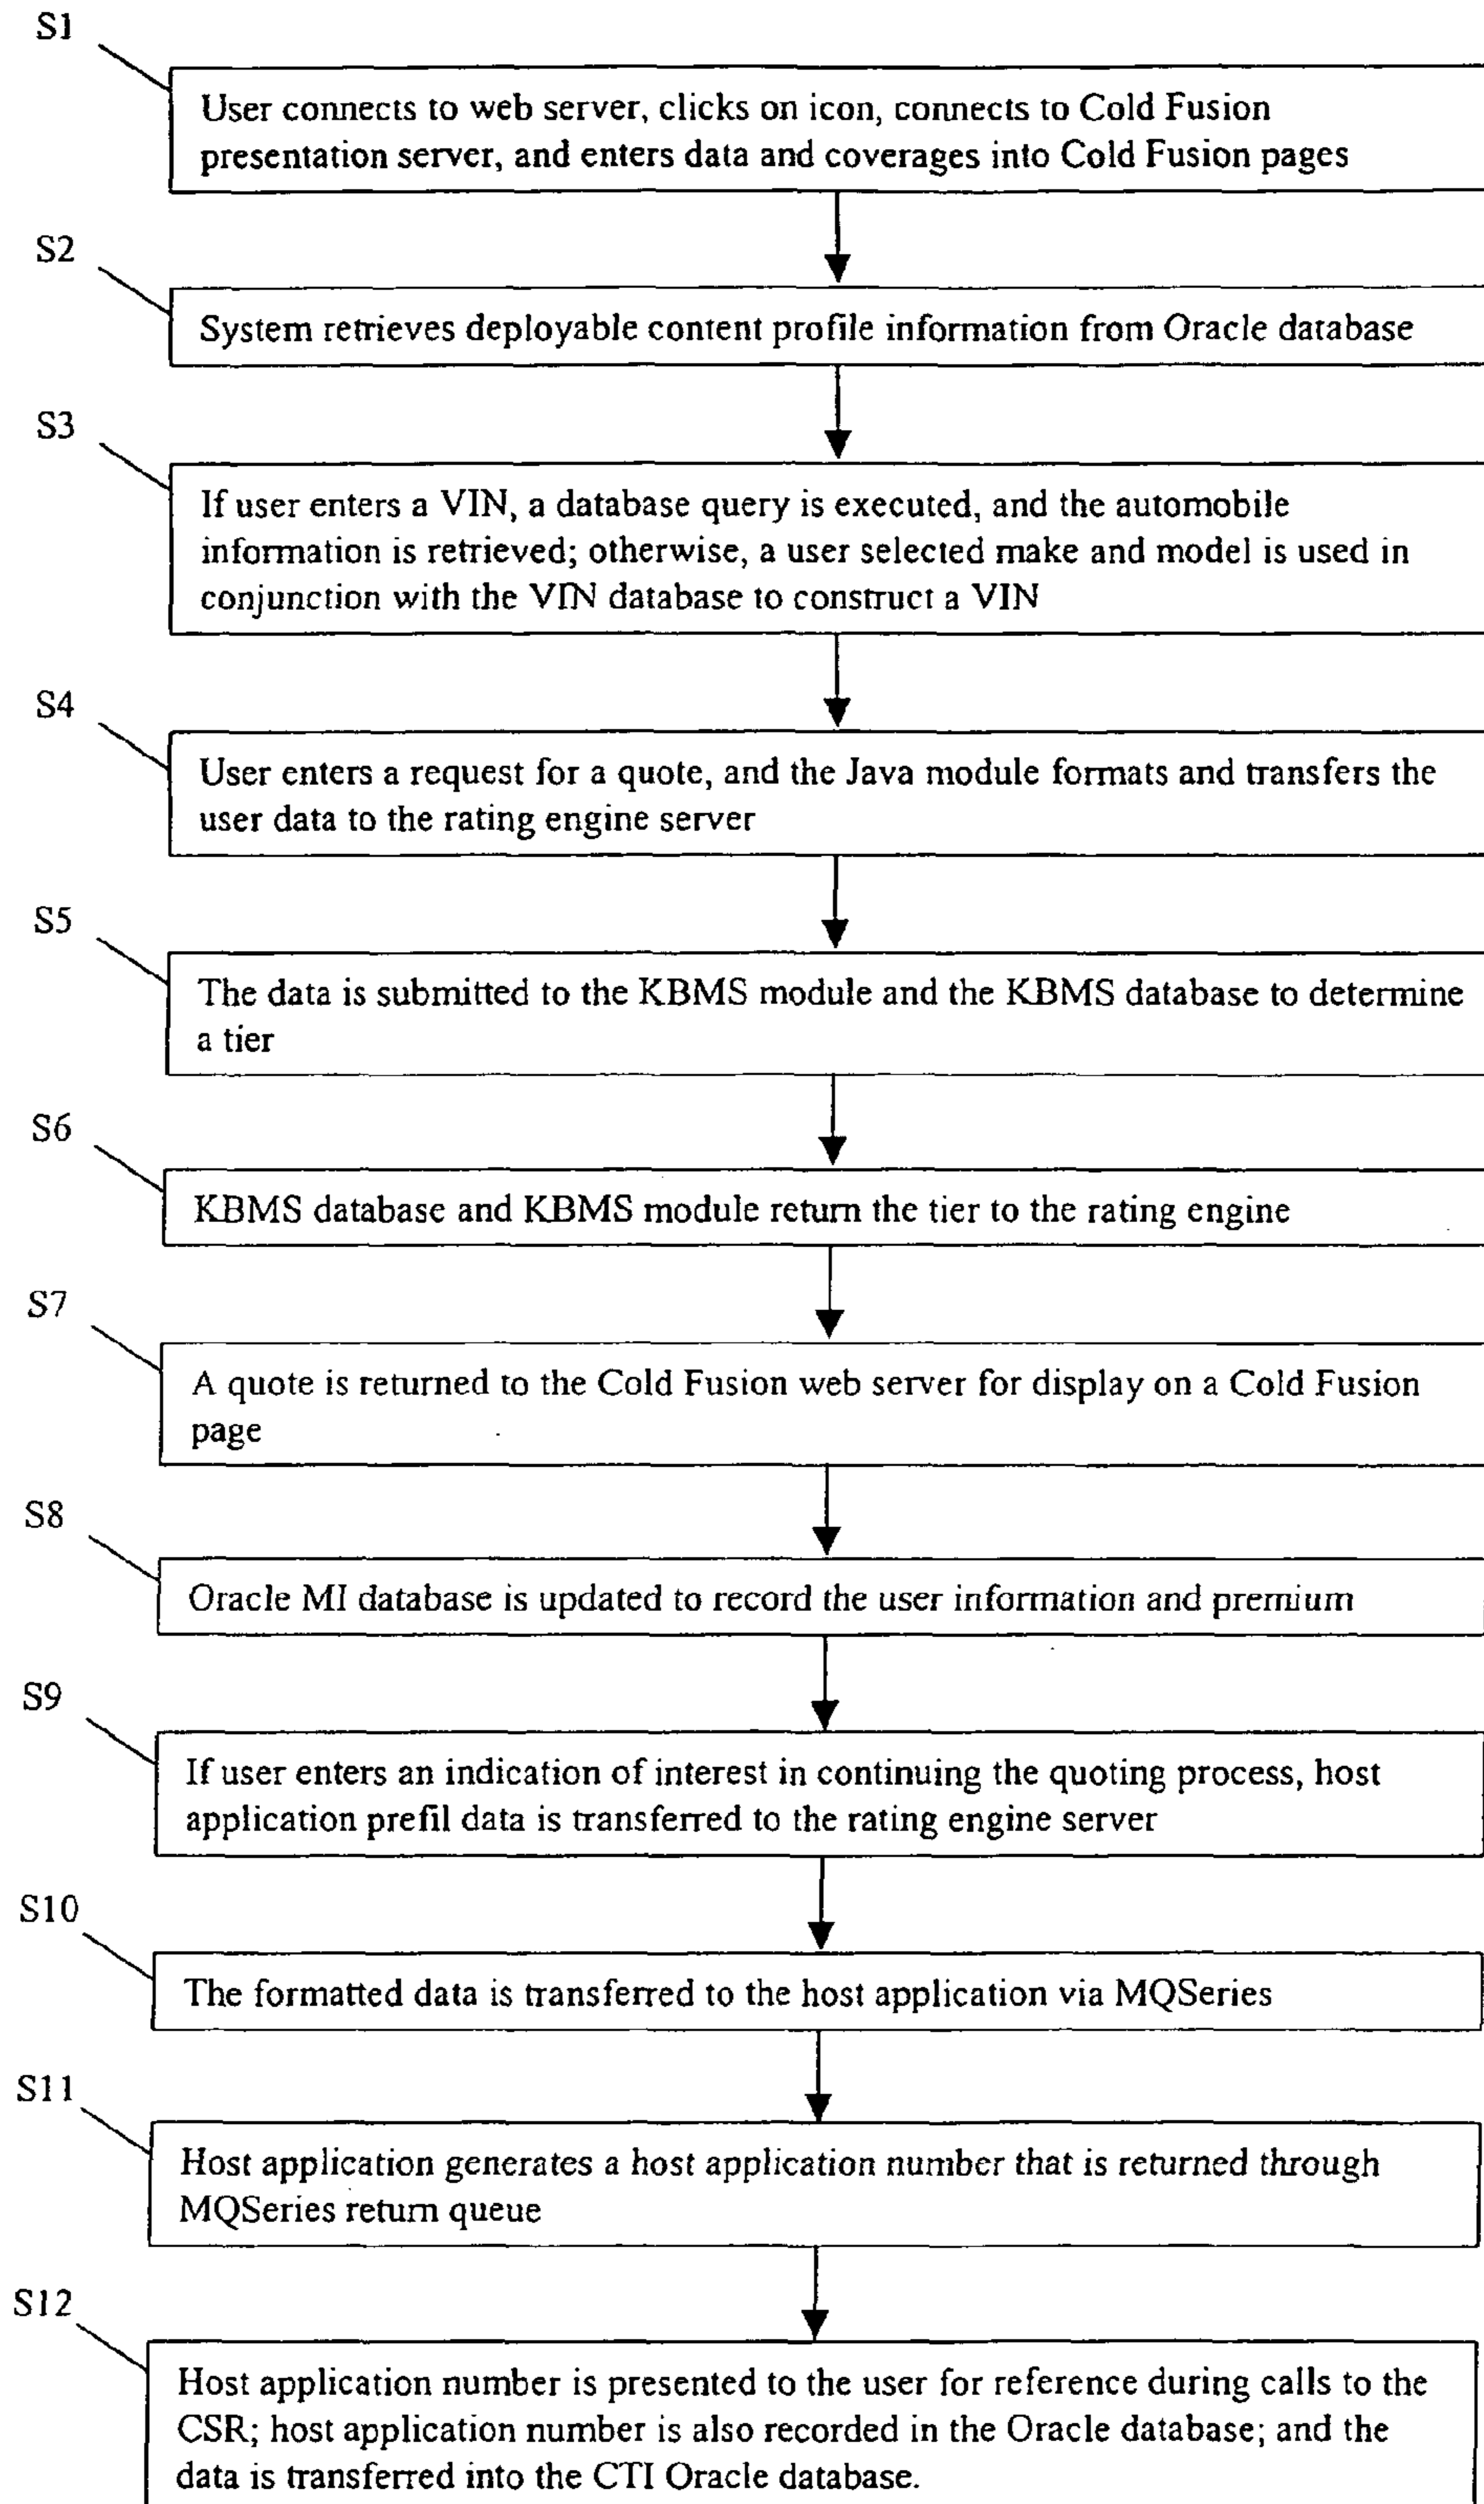 S1
User connects to web server, clicks on icon, connects to Cold Fusion
presentation server, and enters data and coverages into Cold Fusion pages
S2
System retrieves deployable content profile information from Oracle database
S3
If user enters a VIN, a database query is executed, and the automobile
information is retrieved; otherwise, a user selected make and model is used in
conjunction with the VIN database to construct a VIN
S4
User enters a request for a quote, and the Java module formats and transfers the
user data to the rating engine server
S5
The data is submitted to the KBMS module and the KBMS database to determine
a tier
S6
KBMS database and KBMS module return the tier to the rating engine
S7
A quote is returned to the Cold Fusion web server for display on a Cold Fusion
page
S8
Oracle MI database is updated to record the user information and premium
S9
If user enters an indication of interest in continuing the quoting process, host
application prefil data is transferred to the rating engine server
S10
The formatted data is transferred to the host application via MQSeries
S11
Host application generates a host application number that is returned through
MQSeries return queue
S12
Host application number is presented to the user for reference during calls to the
CSR; host application number is also recorded in the Oracle database; and the
data is transferred into the CTI Oracle database.